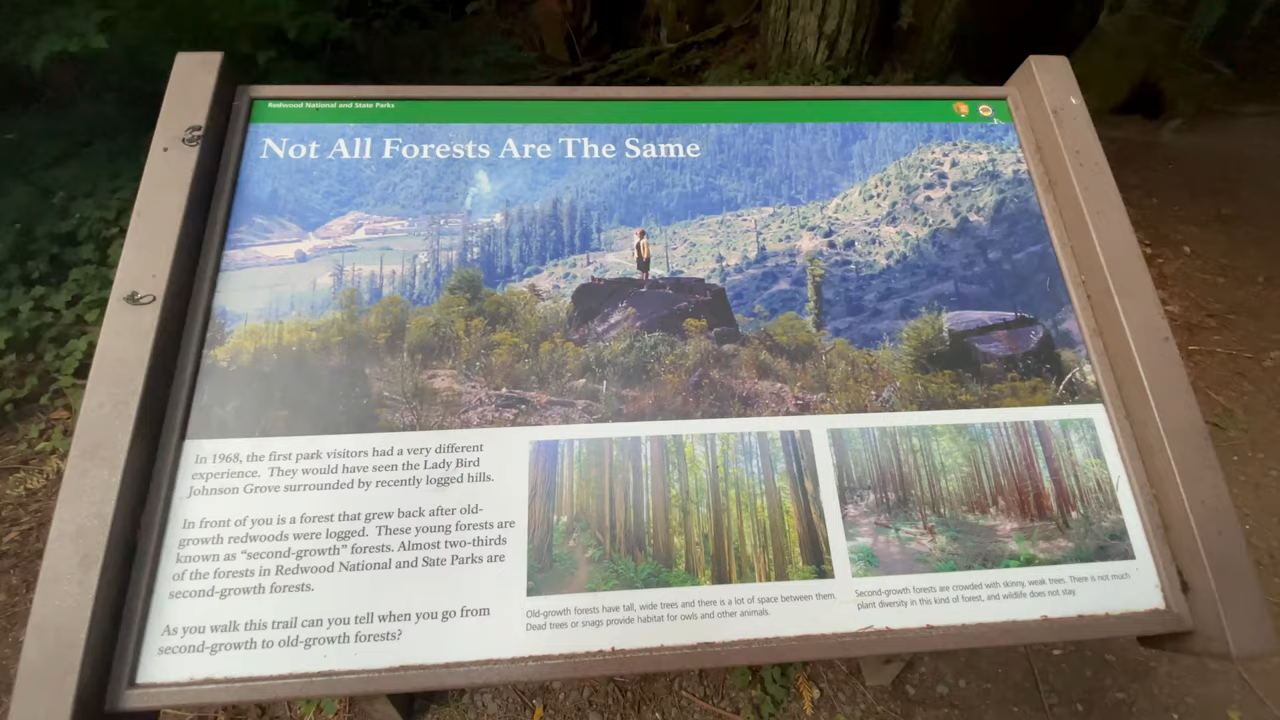 Redwood National and State Parks
Not All Forests Are The Same
In 1968, the first park visitors had a very different
experience. They would have seen the Lady Bird
Johnson Grove surrounded by recently logged hills.
In front of you is a forest that grew back after old-
growth redwoods were logged. These young forests are
known as “second-growth” forests. Almost two-thirds
of the forests in Redwood National and Sate Parks are
second-growth forests.
As you walk this trail can you tell when you go from
second-growth to old-growth forests?
Old-growth forests have tall, wide trees and there is a lot of space between them.
Dead trees or snags provide habitat for owls and other animals.
Second-growth forests are crowded with skinny, weak trees. There is not much
plant diversity in this kind of forest, and wildlife does not stay.